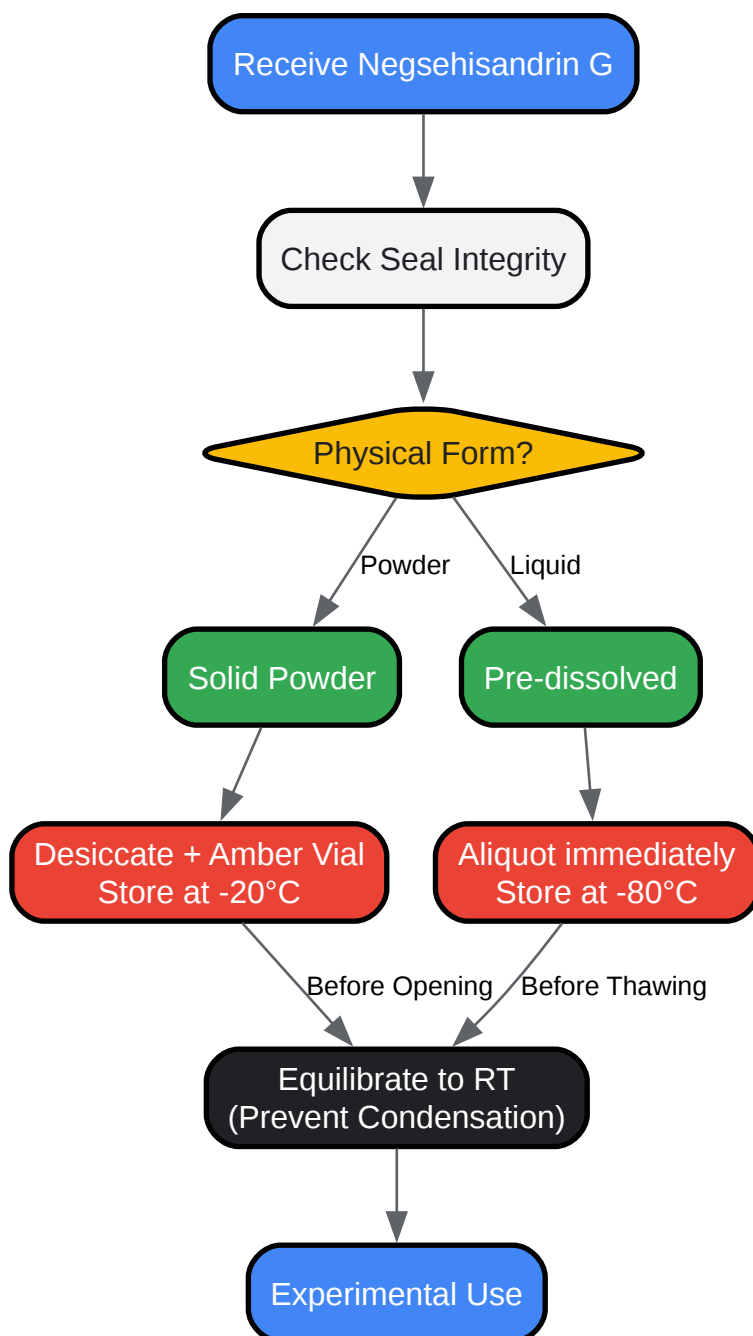 Receive Negsehisandrin G
Check Seal Integrity
Physical Form?
Powder
Liquid
Solid Powder
Pre-dissolved
Desiccate + Amber Vial
Store at -20°C
Aliquot immediately
Store at -80°C
Before Opening
Before Thawing
Equilibrate to RT
(Prevent Condensation)
Experimental Use